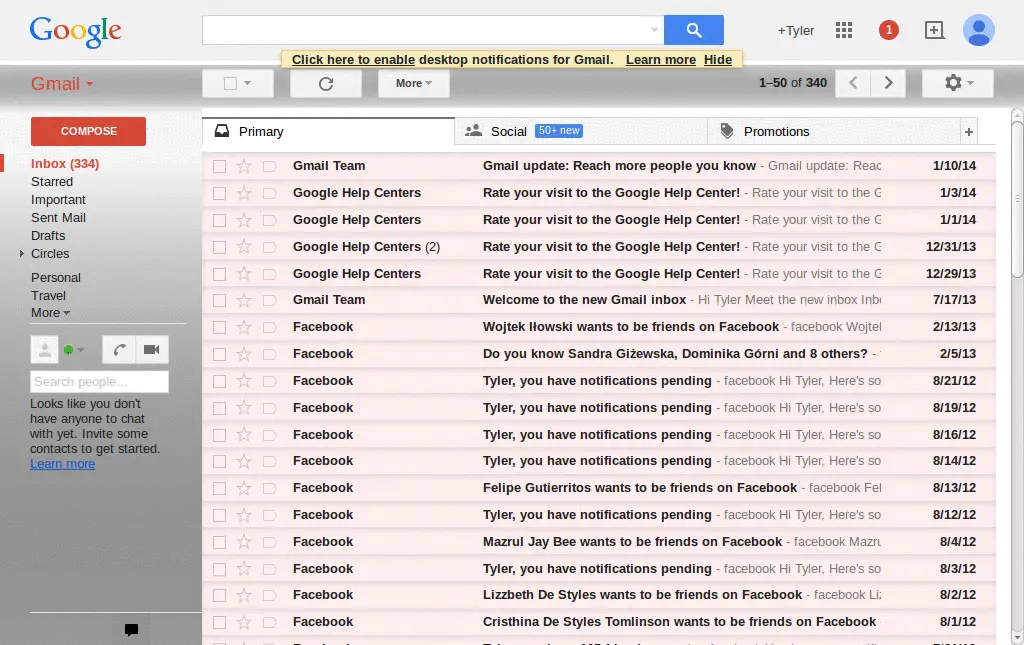 Google
+Tyler
1
Click here to enable desktop notifications for Gmail. Learn more Hide
Gmail
More
1–50 of 340
COMPOSE
Inbox (334)
Starred
Important
Sent Mail
Drafts
Circles
Personal
Travel
More
Search people...
Looks like you don't
have anyone to chat
with yet. Invite some
contacts to get started.
Learn more
Primary
Social 50+ new
Promotions
+
Gmail Team Gmail update: Reach more people you know - Gmail update: Reac 1/10/14
Google Help Centers Rate your visit to the Google Help Center! - Rate your visit to the G 1/3/14
Google Help Centers Rate your visit to the Google Help Center! - Rate your visit to the G 1/1/14
Google Help Centers (2) Rate your visit to the Google Help Center! - Rate your visit to the G 12/31/13
Google Help Centers Rate your visit to the Google Help Center! - Rate your visit to the G 12/29/13
Gmail Team Welcome to the new Gmail inbox - Hi Tyler Meet the new inbox Inbo 7/17/13
Facebook Wojtek Iłowski wants to be friends on Facebook - facebook Wojtek 2/13/13
Facebook Do you know Sandra Giżewska, Dominika Górni and 8 others? - 2/5/13
Facebook Tyler, you have notifications pending - facebook Hi Tyler, Here's so 8/21/12
Facebook Tyler, you have notifications pending - facebook Hi Tyler, Here's so 8/19/12
Facebook Tyler, you have notifications pending - facebook Hi Tyler, Here's so 8/16/12
Facebook Tyler, you have notifications pending - facebook Hi Tyler, Here's so 8/14/12
Facebook Felipe Gutierritos wants to be friends on Facebook - facebook Fel 8/13/12
Facebook Tyler, you have notifications pending - facebook Hi Tyler, Here's so 8/12/12
Facebook Mazrul Jay Bee wants to be friends on Facebook - facebook Mazru 8/4/12
Facebook Tyler, you have notifications pending - facebook Hi Tyler, Here's so 8/3/12
Facebook Lizzbeth De Styles wants to be friends on Facebook - facebook Liz 8/2/12
Facebook Cristhina De Styles Tomlinson wants to be friends on Facebook 8/1/12